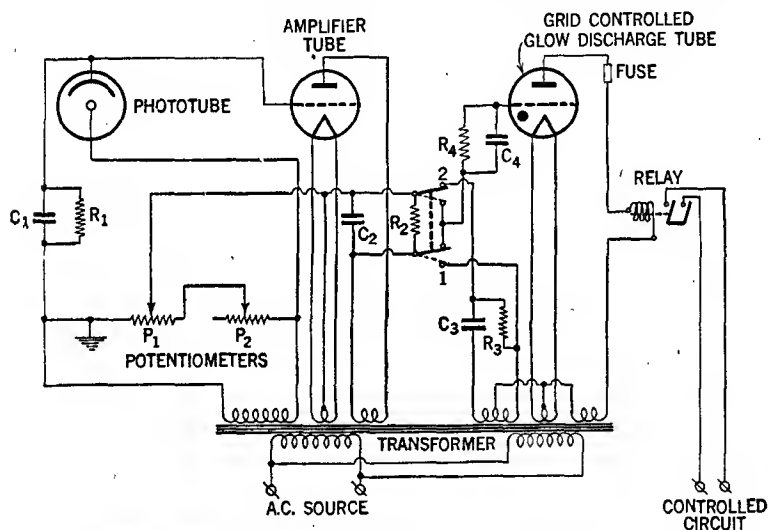 AMPLIFIER
TUBE
GRID CONTROLLED
GLOW DISCHARGE TUBE
FUSE
PHOTOTUBE
R4
C4
2
RELAY
C1
R1
R2
C2
1
C3
R3
P1
P2
POTENTIOMETERS
TRANSFORMER
A.C. SOURCE
CONTROLLED
CIRCUIT